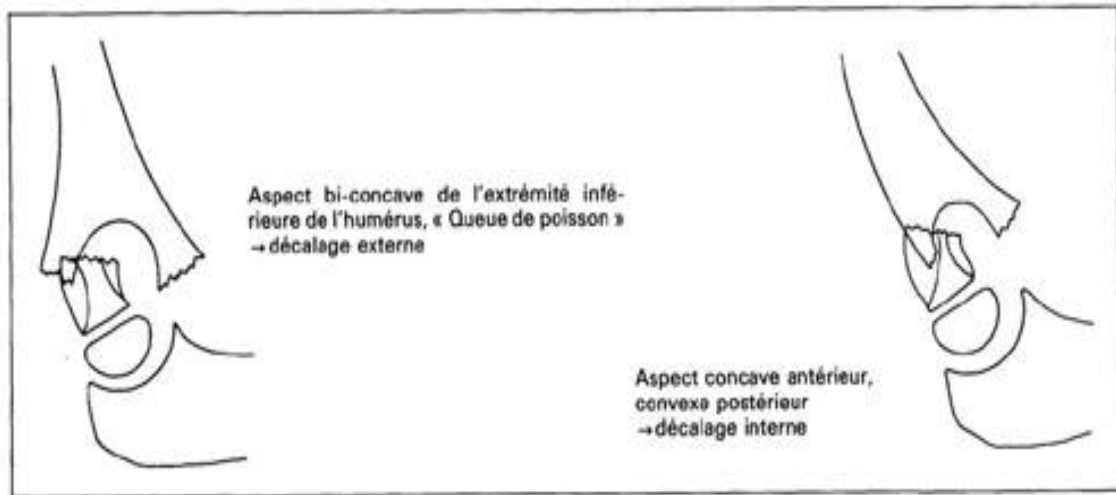 Aspect bi-concave de l'extrémité infé-
rieure de l'humérus, « Queue de poisson »
→ décalage externe
Aspect concave antérieur,
convexe postérieur
→ décalage interne